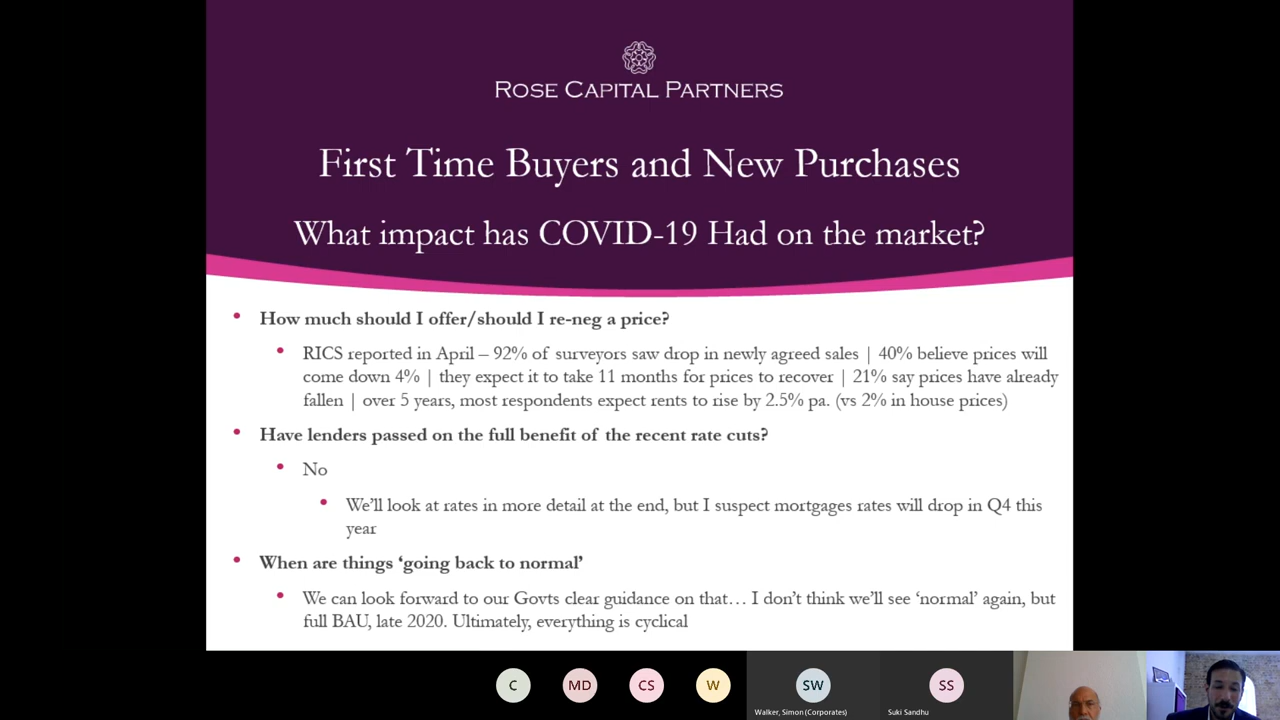 ROSE CAPITAL PARTNERS
First Time Buyers and New Purchases
What impact has COVID-19 Had on the market?
• How much should I offer/should I re-neg a price?
• RICS reported in April – 92% of surveyors saw drop in newly agreed sales | 40% believe prices will
come down 4% | they expect it to take 11 months for prices to recover | 21% say prices have already
fallen | over 5 years, most respondents expect rents to rise by 2.5% pa. (vs 2% in house prices)
• Have lenders passed on the full benefit of the recent rate cuts?
• No
• We’ll look at rates in more detail at the end, but I suspect mortgages rates will drop in Q4 this
year
• When are things ‘going back to normal’
• We can look forward to our Govts clear guidance on that… I don’t think we’ll see ‘normal’ again, but
full BAU, late 2020. Ultimately, everything is cyclical
C MD CS W SW SS
Walker, Simon (Corporates) Suki Sandhu